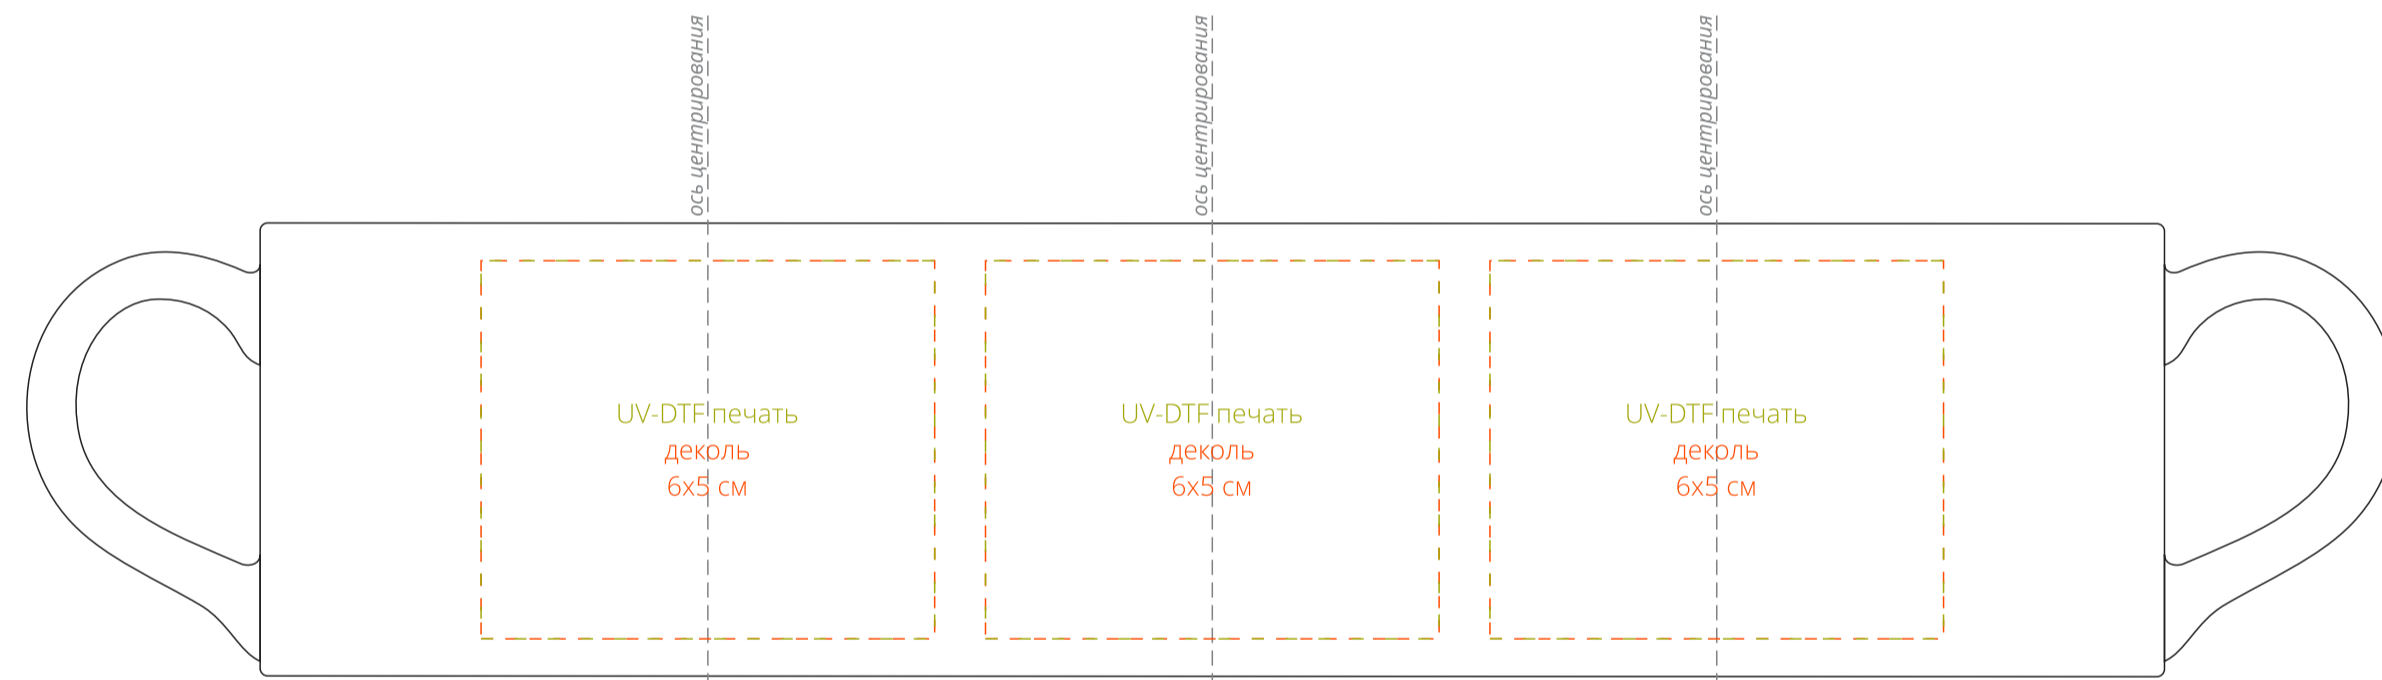 ось центрирования
ось центрирования
ось центрирования
UV-DTF печать
деколь
6x5 см
UV-DTF печать
деколь
6x5 см
UV-DTF печать
деколь
6x5 см